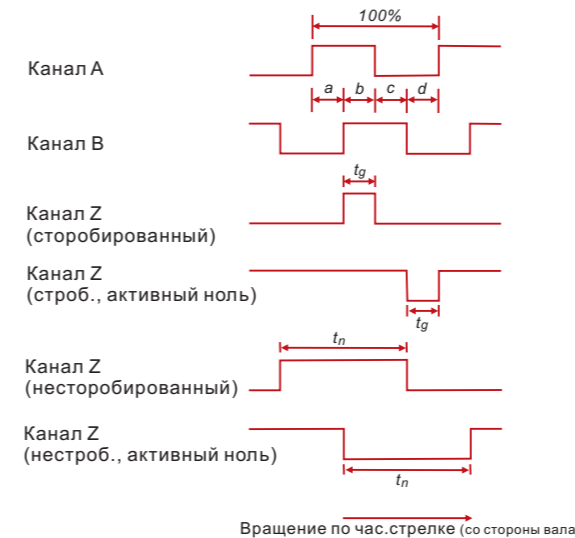 100%
Канал A
a b c d
Канал B
tg
Канал Z
(сторобированный)
Канал Z
(строб., активный ноль)
tg
tn
Канал Z
(несторобированный)
Канал Z
(нестроб., активный ноль)
tn
Вращение по час.стрелке (со стороны вала